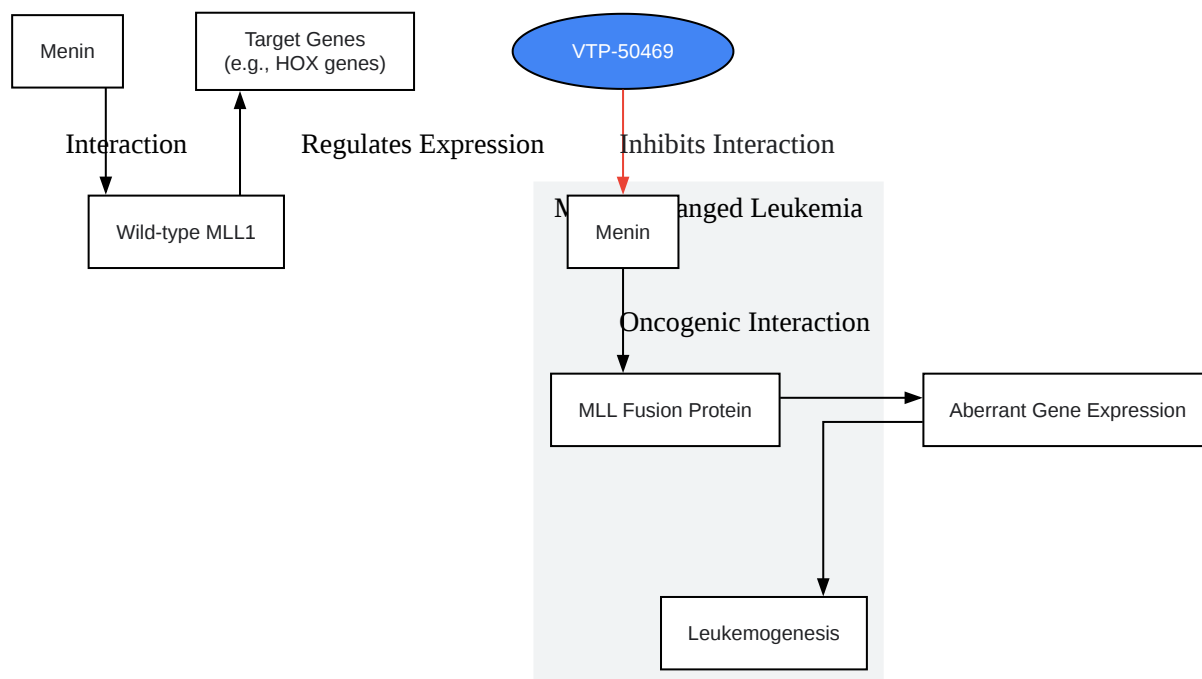 Menin
Target Genes
(e.g., HOX genes)
VTP-50469
Interaction
Regulates Expression
Inhibits Interaction
Wild-type MLL1
Leukemia
Menin
Oncogenic Interaction
MLL Fusion Protein
Aberrant Gene Expression
Leukemogenesis